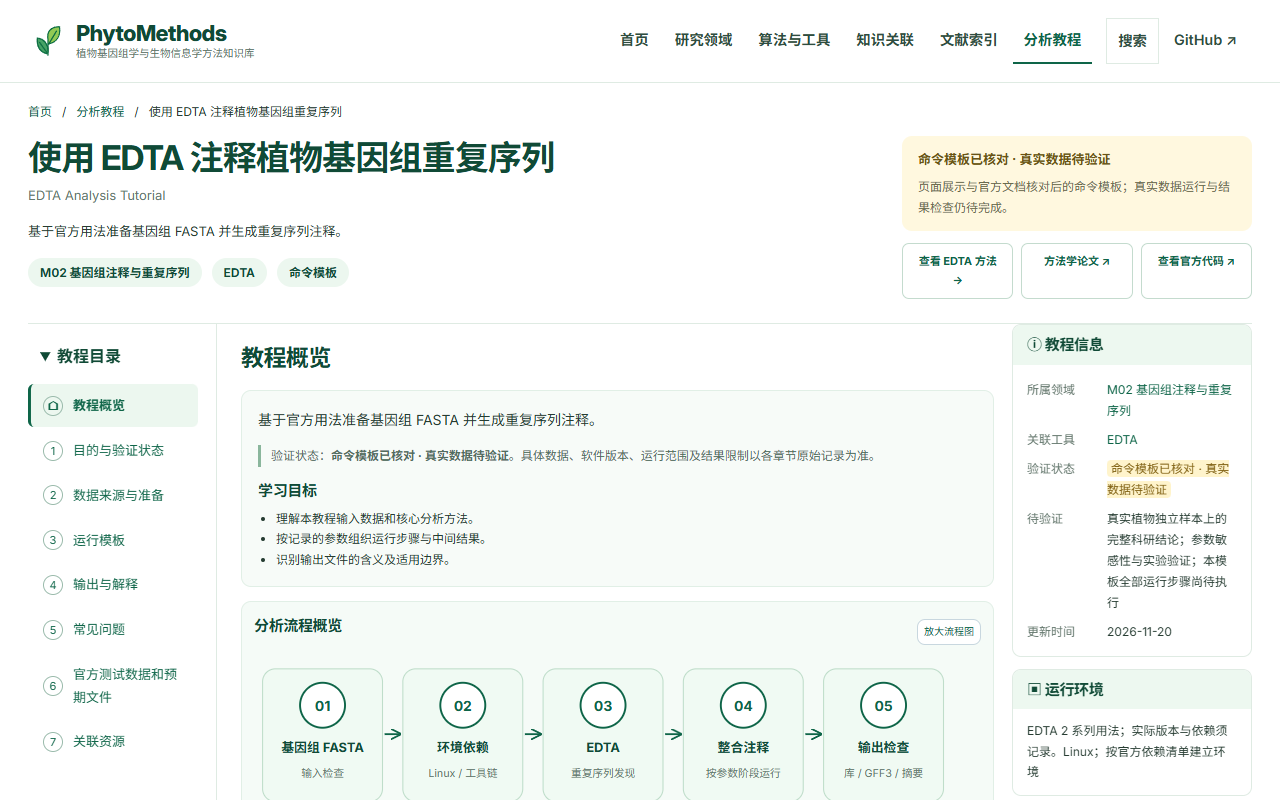 PhytoMethods
植物基因组学与生物信息学方法知识库
首页
研究领域
算法与工具
知识关联
文献索引
分析教程
搜索
GitHub ↗
首页 / 分析教程 / 使用 EDTA 注释植物基因组重复序列
使用 EDTA 注释植物基因组重复序列
EDTA Analysis Tutorial
基于官方用法准备基因组 FASTA 并生成重复序列注释。
M02 基因组注释与重复序列
EDTA
命令模板
命令模板已核对 · 真实数据待验证
页面展示与官方文档核对后的命令模板；真实数据运行与结
果检查仍待完成。
查看 EDTA 方法
→
方法学论文 ↗
查看官方代码 ↗
▼ 教程目录
教程概览
1 目的与验证状态
2 数据来源与准备
3 运行模板
4 输出与解释
5 常见问题
6 官方测试数据和预
期文件
7 关联资源
教程概览
基于官方用法准备基因组 FASTA 并生成重复序列注释。
验证状态：命令模板已核对 · 真实数据待验证。具体数据、软件版本、运行范围及结果限制以各章节原始记录为准。
学习目标
• 理解本教程输入数据和核心分析方法。
• 按记录的参数组织运行步骤与中间结果。
• 识别输出文件的含义及适用边界。
分析流程概览
放大流程图
01
基因组 FASTA
输入检查
02
环境依赖
Linux / 工具链
03
EDTA
重复序列发现
04
整合注释
按参数阶段运行
05
输出检查
库 / GFF3 / 摘要
ⓘ 教程信息
所属领域
M02 基因组注释与重复
序列
关联工具
EDTA
验证状态
命令模板已核对 · 真实
数据待验证
待验证
真实植物独立样本上的
完整科研结论；参数敏
感性与实验验证；本模
板全部运行步骤尚待执
行
更新时间
2026-11-20
▣ 运行环境
EDTA 2 系列用法；实际版本与依赖须
记录。Linux；按官方依赖清单建立环
境